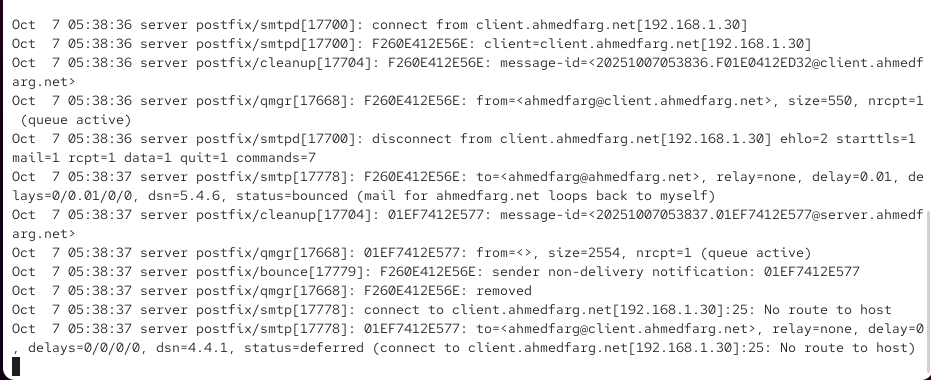 Oct  7 05:38:36 server postfix/smtpd[17700]: connect from client.ahmedfarg.net[192.168.1.30]
Oct  7 05:38:36 server postfix/smtpd[17700]: F260E412E56E: client=client.ahmedfarg.net[192.168.1.30]
Oct  7 05:38:36 server postfix/cleanup[17704]: F260E412E56E: message-id=<20251007053836.F01E0412ED32@client.ahmedf
arg.net>
Oct  7 05:38:36 server postfix/qmgr[17668]: F260E412E56E: from=<ahmedfarg@client.ahmedfarg.net>, size=550, nrcpt=1
 (queue active)
Oct  7 05:38:36 server postfix/smtpd[17700]: disconnect from client.ahmedfarg.net[192.168.1.30] ehlo=2 starttls=1
mail=1 rcpt=1 data=1 quit=1 commands=7
Oct  7 05:38:37 server postfix/smtp[17778]: F260E412E56E: to=<ahmedfarg@ahmedfarg.net>, relay=none, delay=0.01, de
lays=0/0.01/0/0, dsn=5.4.6, status=bounced (mail for ahmedfarg.net loops back to myself)
Oct  7 05:38:37 server postfix/cleanup[17704]: 01EF7412E577: message-id=<20251007053837.01EF7412E577@server.ahmedf
arg.net>
Oct  7 05:38:37 server postfix/qmgr[17668]: 01EF7412E577: from=<>, size=2554, nrcpt=1 (queue active)
Oct  7 05:38:37 server postfix/bounce[17779]: F260E412E56E: sender non-delivery notification: 01EF7412E577
Oct  7 05:38:37 server postfix/qmgr[17668]: F260E412E56E: removed
Oct  7 05:38:37 server postfix/smtp[17778]: connect to client.ahmedfarg.net[192.168.1.30]:25: No route to host
Oct  7 05:38:37 server postfix/smtp[17778]: 01EF7412E577: to=<ahmedfarg@client.ahmedfarg.net>, relay=none, delay=0
, delays=0/0/0/0, dsn=4.4.1, status=deferred (connect to client.ahmedfarg.net[192.168.1.30]:25: No route to host)